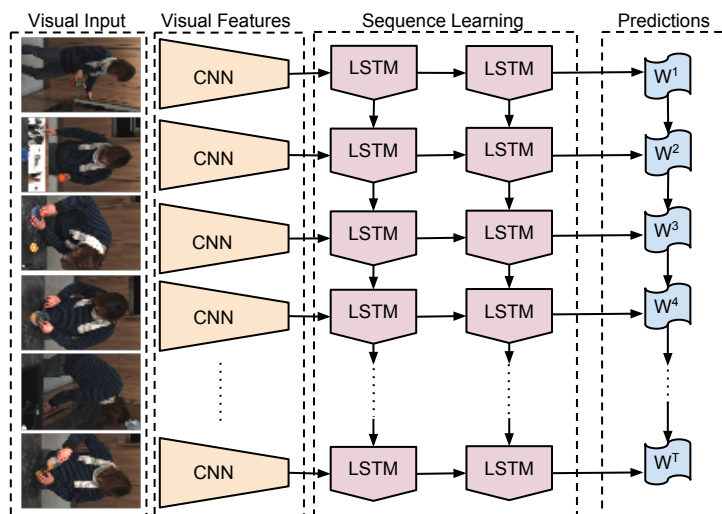 Visual Input Visual Features Sequence Learning Predictions
CNN LSTM LSTM W¹
CNN LSTM LSTM W²
CNN LSTM LSTM W³
CNN LSTM LSTM W⁴
CNN LSTM LSTM Wᵀ